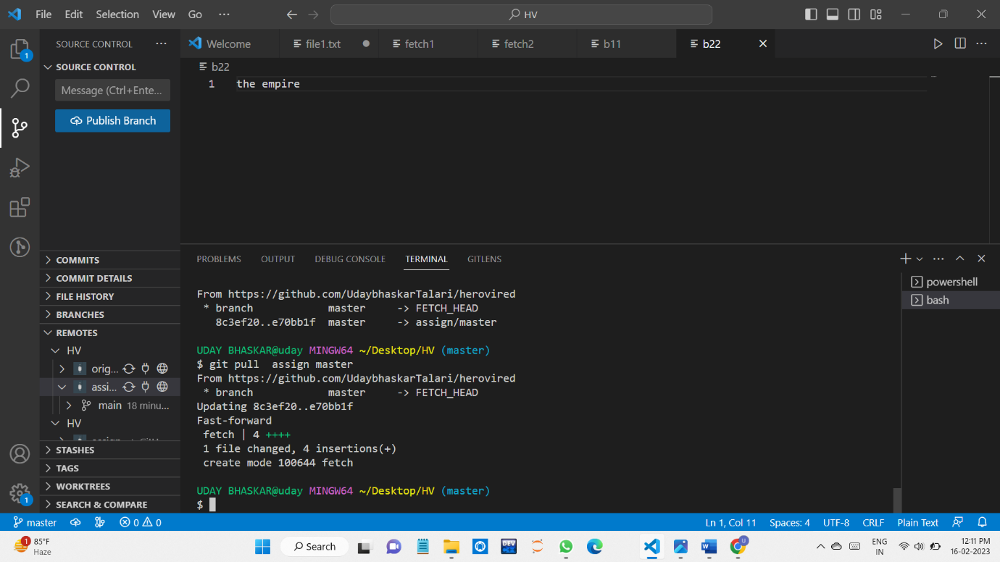 File Edit Selection View Go ··· HV
SOURCE CONTROL ···
Welcome file1.txt fetch1 fetch2 b11 b22
1
SOURCE CONTROL
Message (Ctrl+Ente...
Publish Branch
b22
1 the empire
COMMITS
COMMIT DETAILS
FILE HISTORY
BRANCHES
REMOTES
HV
orig...
assi...
main 18 minu...
HV
STASHES
TAGS
WORKTREES
SEARCH & COMPARE
1
PROBLEMS OUTPUT DEBUG CONSOLE TERMINAL GITLENS
powershell
bash
From https://github.com/UdaybhaskarTalari/herovired
* branch master -> FETCH_HEAD
8c3ef20..e70bb1f master -> assign/master
UDAY BHASKAR@uday MINGW64 ~/Desktop/HV (master)
$ git pull  assign master
From https://github.com/UdaybhaskarTalari/herovired
* branch master -> FETCH_HEAD
Updating 8c3ef20..e70bb1f
Fast-forward
fetch | 4 ++++
1 file changed, 4 insertions(+)
create mode 100644 fetch
UDAY BHASKAR@uday MINGW64 ~/Desktop/HV (master)
$
master 0 0 Ln 1, Col 11 Spaces: 4 UTF-8 CRLF Plain Text
1 85°F
Haze
Search
DEV
U
ENG
IN
12:11 PM
16-02-2023